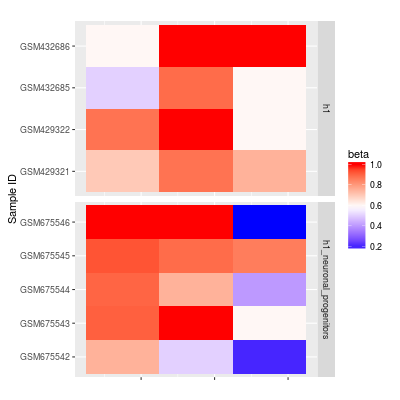 GSM432686
GSM432685
GSM429322
GSM429321
h1
GSM675546
GSM675545
GSM675544
GSM675543
GSM675542
h1_neuronal_progenitors
Sample ID
beta
1.0
0.8
0.6
0.4
0.2